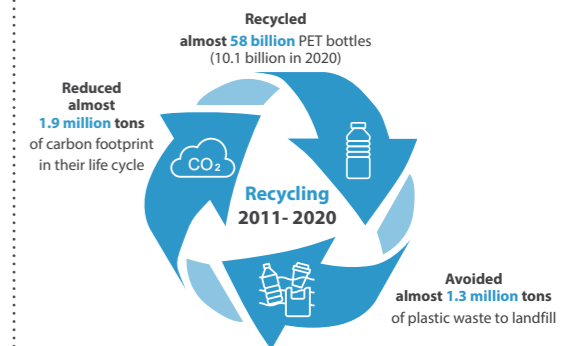 Recycled
almost 58 billion PET bottles
(10.1 billion in 2020)
Reduced
almost
1.9 million tons
of carbon footprint
in their life cycle
CO₂
Recycling
2011- 2020
Avoided
almost 1.3 million tons
of plastic waste to landfill